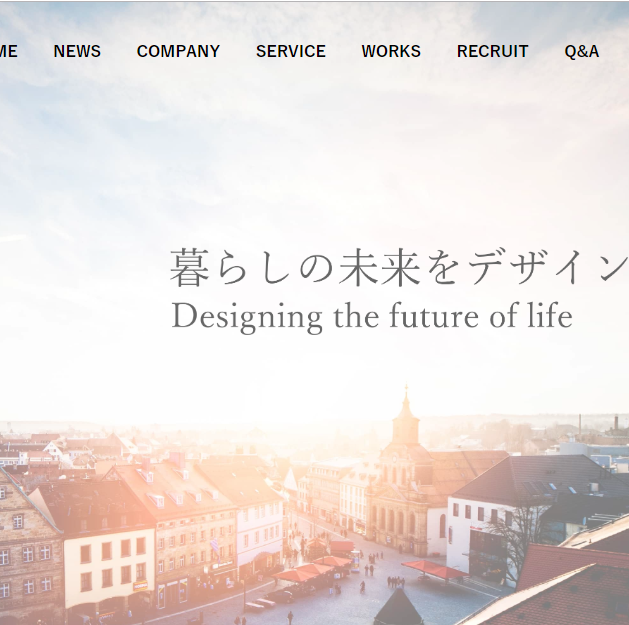 ME NEWS COMPANY SERVICE WORKS RECRUIT Q&A
暮らしの未来をデザイン
Designing the future of life